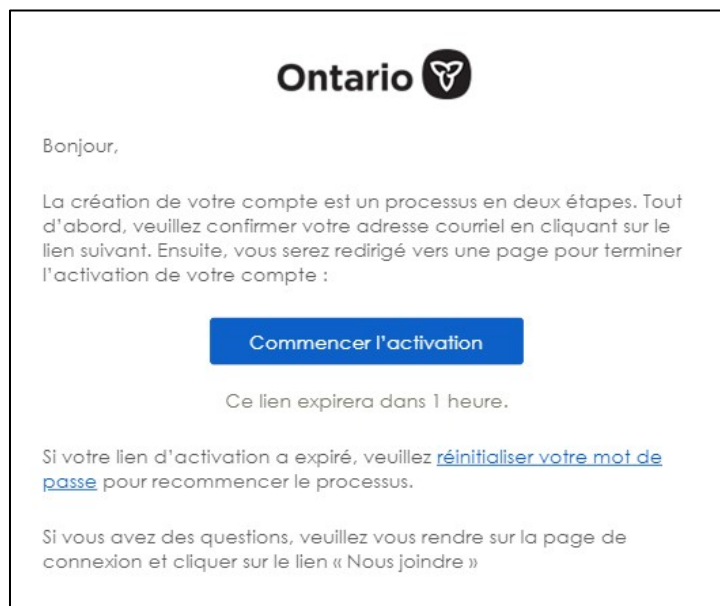 Ontario
Bonjour,
La création de votre compte est un processus en deux étapes. Tout
d’abord, veuillez confirmer votre adresse courriel en cliquant sur le
lien suivant. Ensuite, vous serez redirigé vers une page pour terminer
l’activation de votre compte :
Commencer l’activation
Ce lien expirera dans 1 heure.
Si votre lien d’activation a expiré, veuillez réinitialiser votre mot de
passe pour recommencer le processus.
Si vous avez des questions, veuillez vous rendre sur la page de
connexion et cliquer sur le lien « Nous joindre »